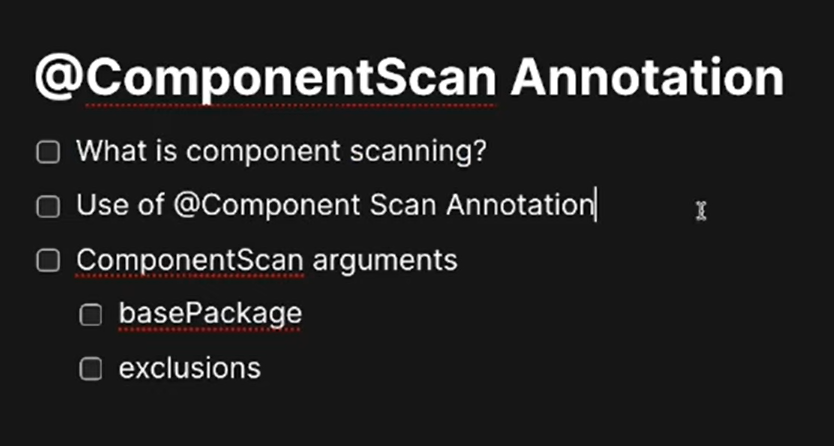 @ComponentScan Annotation
What is component scanning?
Use of @Component Scan Annotation
ComponentScan arguments
basePackage
exclusions